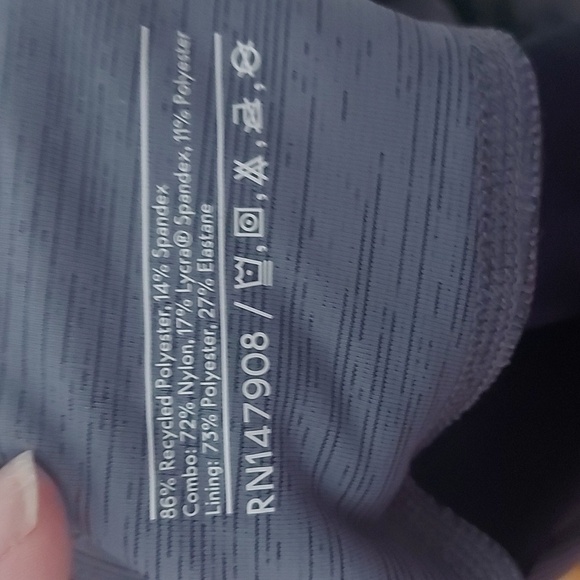 86% Recycled Polyester, 14% Spandex
Combo: 72% Nylon, 17% Lycra® Spandex, 11% Polyester
Lining: 73% Polyester, 27% Elastane
RN147908 /